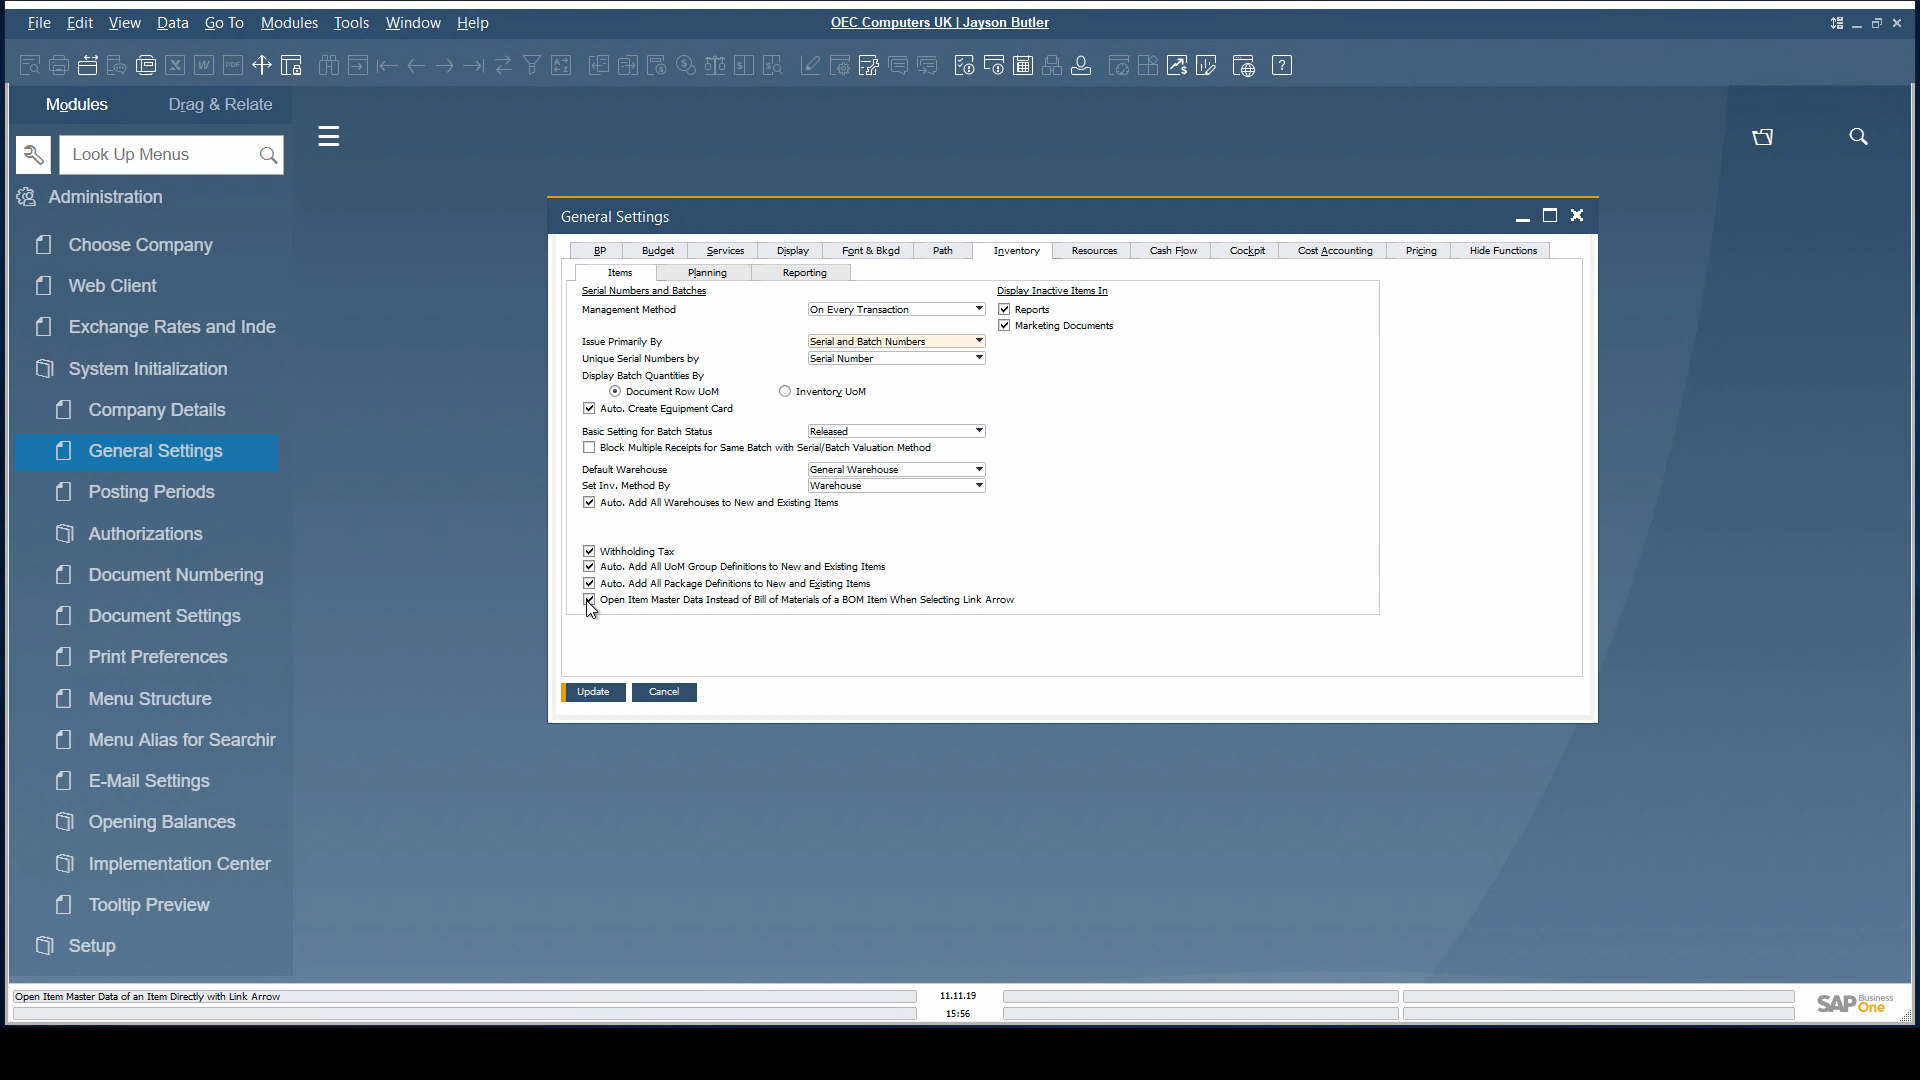 File Edit View Data Go To Modules Tools Window Help
OEC Computers UK | Jayson Butler
W
PDF
?
Modules Drag & Relate
Look Up Menus
Administration
Choose Company
Web Client
Exchange Rates and Inde
System Initialization
Company Details
General Settings
Posting Periods
Authorizations
Document Numbering
Document Settings
Print Preferences
Menu Structure
Menu Alias for Searchir
E-Mail Settings
Opening Balances
Implementation Center
Tooltip Preview
Setup
General Settings
BP Budget Services Display Font & Bkgd Path Inventory Resources Cash Flow Cockpit Cost Accounting Pricing Hide Functions
Items Planning Reporting
Serial Numbers and Batches
Display Inactive Items In
Management Method On Every Transaction
Reports
Marketing Documents
Issue Primarily By Serial and Batch Numbers
Unique Serial Numbers by Serial Number
Display Batch Quantities By
Document Row UoM Inventory UoM
Auto. Create Equipment Card
Basic Setting for Batch Status Released
Block Multiple Receipts for Same Batch with Serial/Batch Valuation Method
Default Warehouse General Warehouse
Set Inv. Method By Warehouse
Auto. Add All Warehouses to New and Existing Items
Withholding Tax
Auto. Add All UoM Group Definitions to New and Existing Items
Auto. Add All Package Definitions to New and Existing Items
Open Item Master Data Instead of Bill of Materials of a BOM Item When Selecting Link Arrow
Update Cancel
Open Item Master Data of an Item Directly with Link Arrow
11.11.19
15:56
SAP Business One